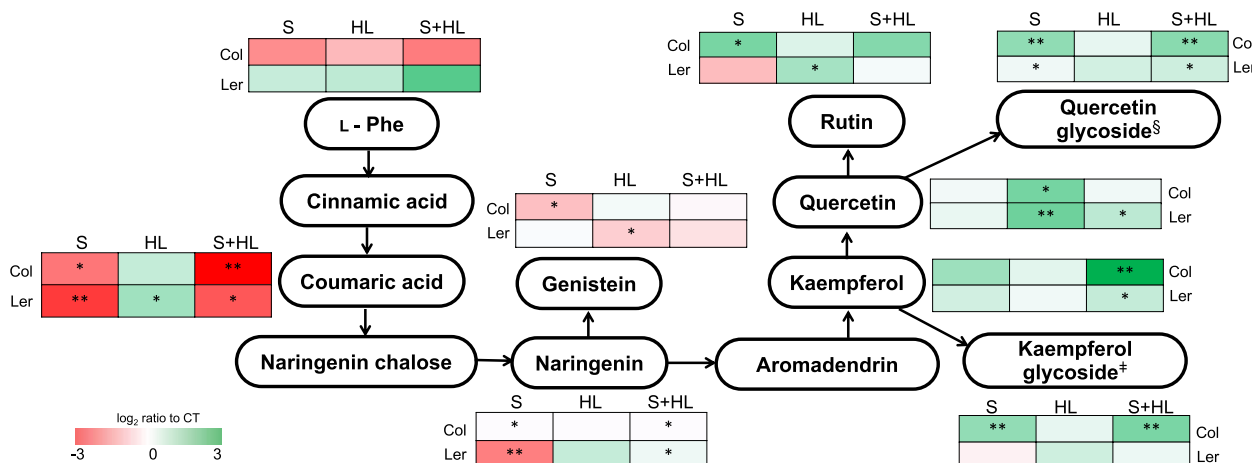 S HL S+HL
Col
Ler
L - Phe
Cinnamic acid
S HL S+HL
Col * **
Ler ** * *
Coumaric acid
Naringenin chalose
S HL S+HL
Col *
Ler *
Genistein
Naringenin
Aromadendrin
S HL S+HL
Col *
Ler *
Rutin
S HL S+HL
** ** Col
* * Ler
Quercetin
glycoside§
Quercetin
* Col
** * Ler
Kaempferol
** Col
* Ler
Kaempferol
glycoside‡
S HL S+HL
Col * *
Ler ** *
S HL S+HL
** ** Col
Ler
log2 ratio to CT
-3 0 3